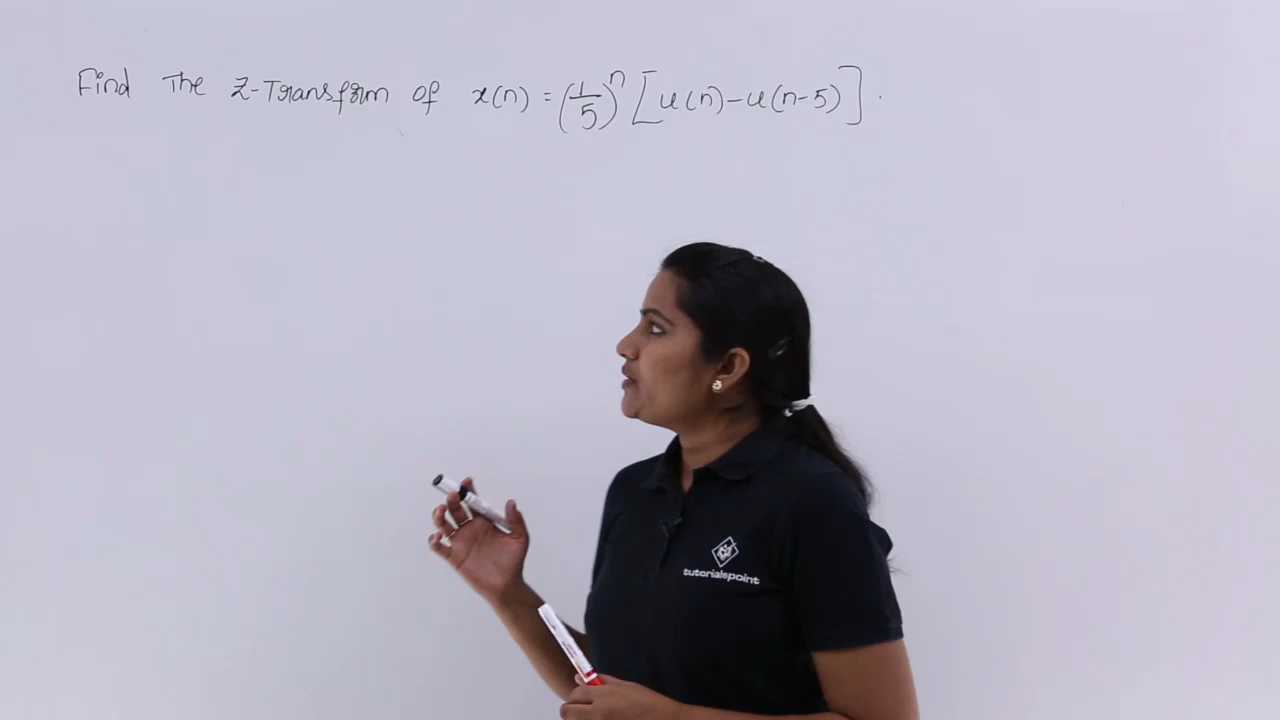 Find The Z-Transform of x(n) = (1/5)^n [u(n)-u(n-5)].
tutorialspoint